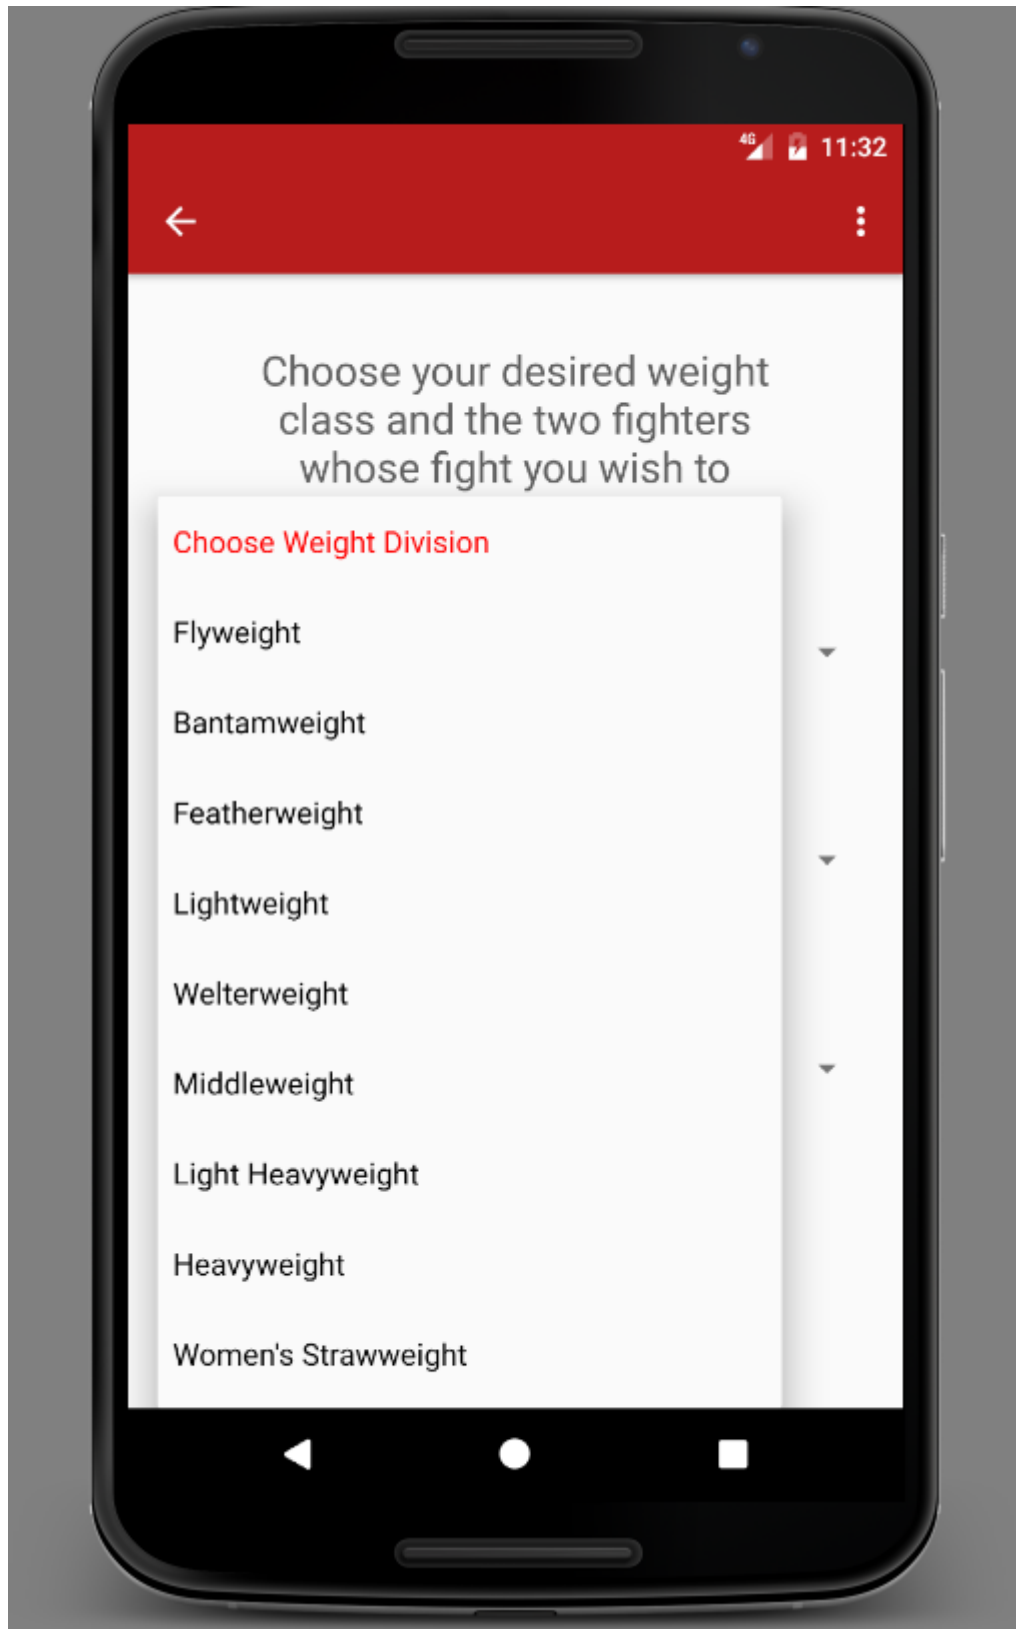 4G 11:32
Choose your desired weight
class and the two fighters
whose fight you wish to
Choose Weight Division
Flyweight
Bantamweight
Featherweight
Lightweight
Welterweight
Middleweight
Light Heavyweight
Heavyweight
Women's Strawweight